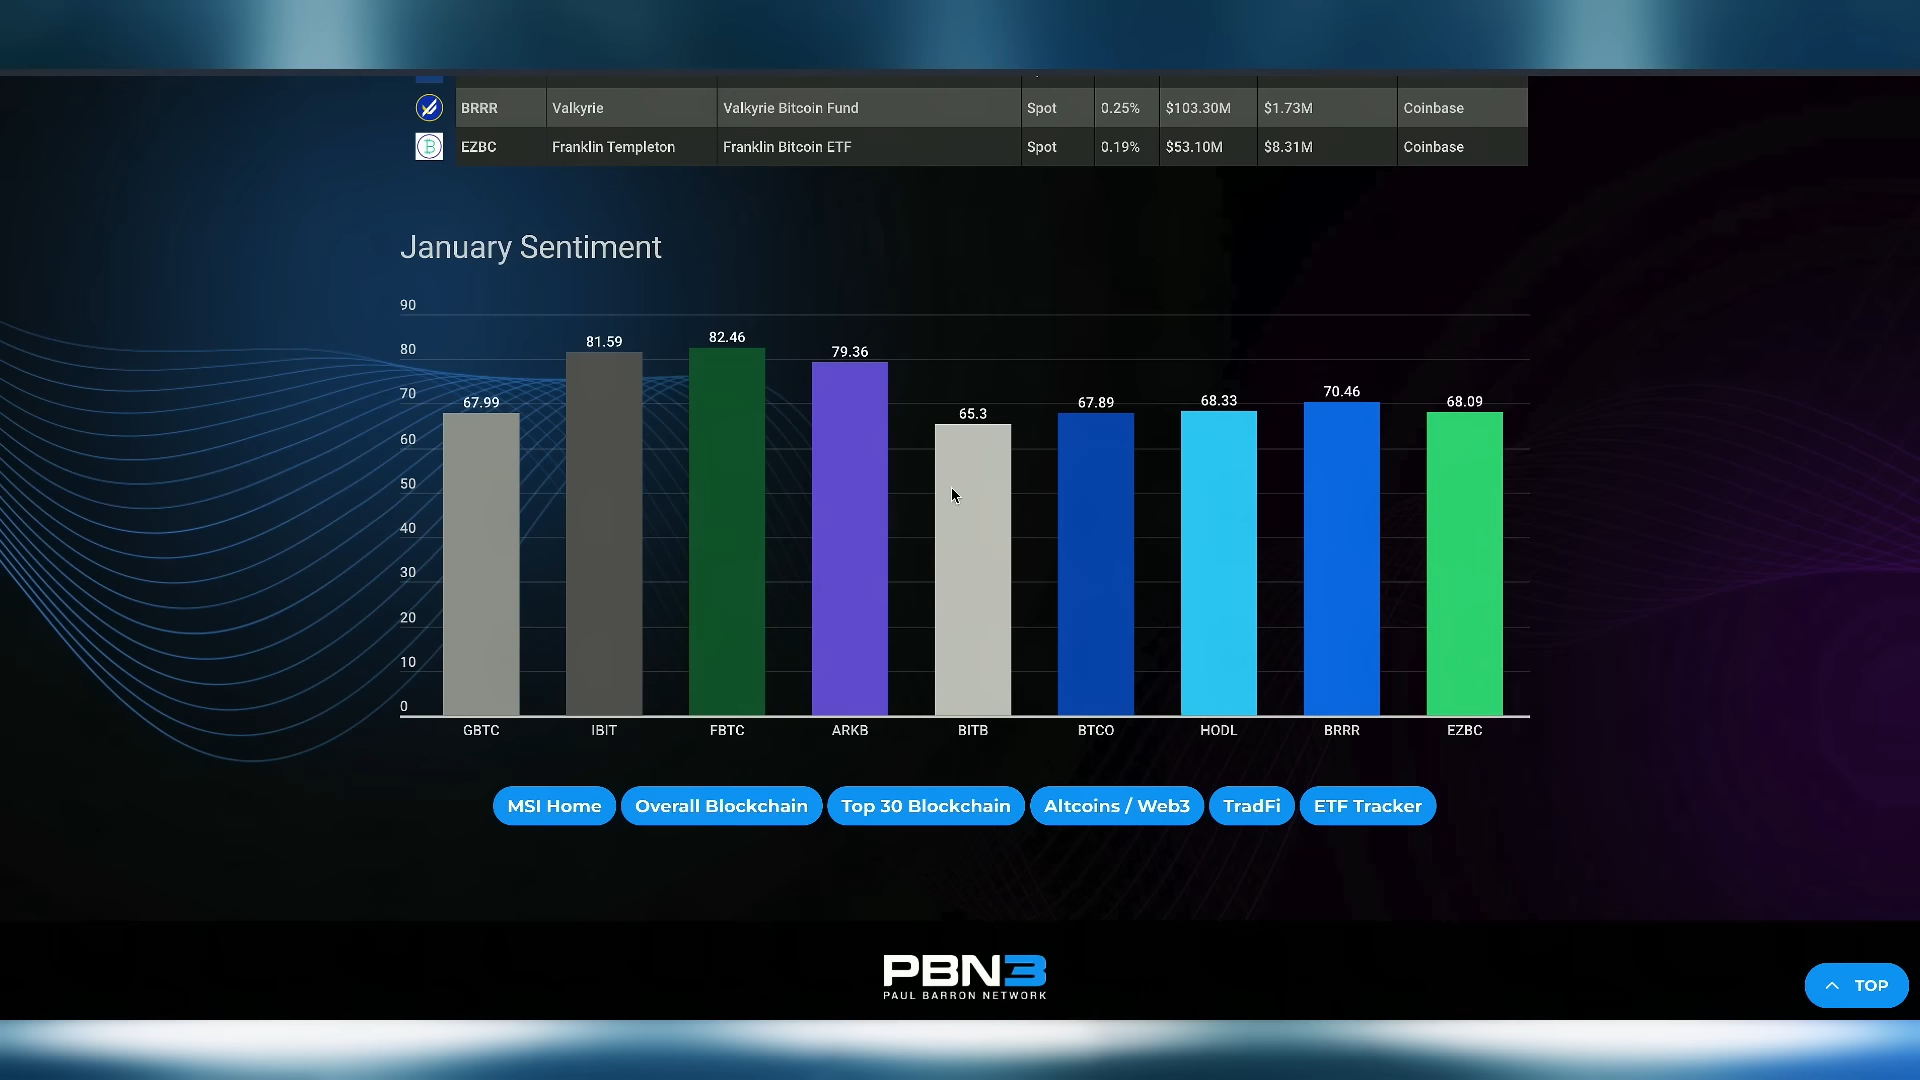 BRRR Valkyrie Valkyrie Bitcoin Fund Spot 0.25% $103.30M $1.73M Coinbase
EZBC Franklin Templeton Franklin Bitcoin ETF Spot 0.19% $53.10M $8.31M Coinbase
January Sentiment
90
80
70
60
50
40
30
20
10
0
67.99
81.59
82.46
79.36
65.3
67.89
68.33
70.46
68.09
GBTC IBIT FBTC ARKB BITB BTCO HODL BRRR EZBC
MSI Home Overall Blockchain Top 30 Blockchain Altcoins / Web3 TradFi ETF Tracker
PBN3
PAUL BARRON NETWORK
TOP